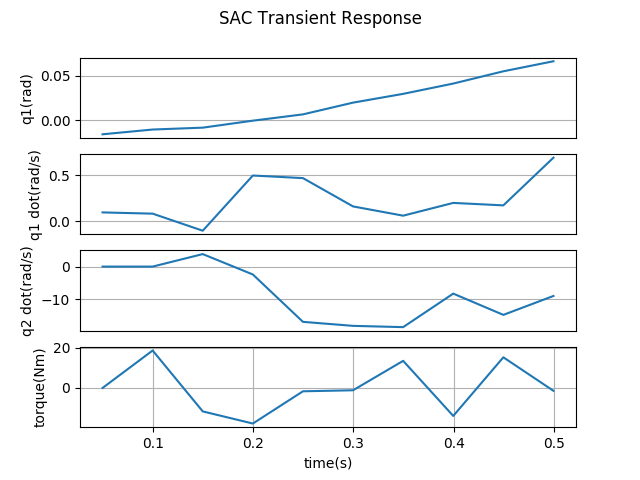 SAC Transient Response
q1(rad)
0.05
0.00
q1 dot(rad/s)
0.5
0.0
q2 dot(rad/s)
0
−10
torque(Nm)
20
0
0.1 0.2 0.3 0.4 0.5
time(s)